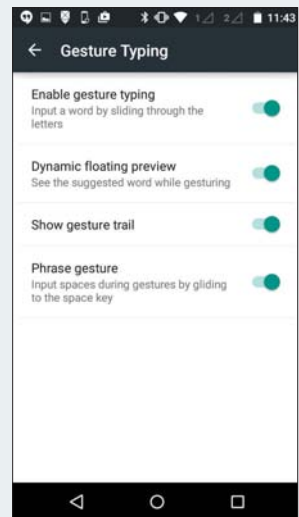 1 2 11:43
Gesture Typing
Enable gesture typing
Input a word by sliding through the
letters
Dynamic floating preview
See the suggested word while gesturing
Show gesture trail
Phrase gesture
Input spaces during gestures by gliding
to the space key